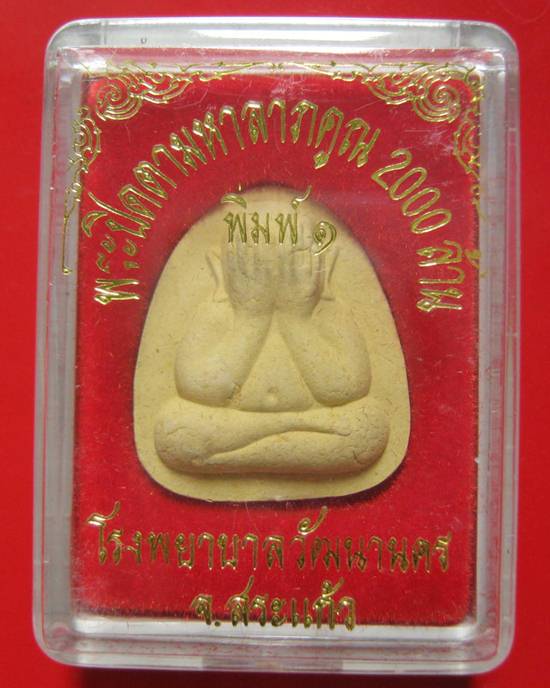 พระปิดตามหาลาภคูณ 2000 ชั้น
พิมพ์ ๑
โรงพยาบาลวัฒนานคร
จ.สระแก้ว